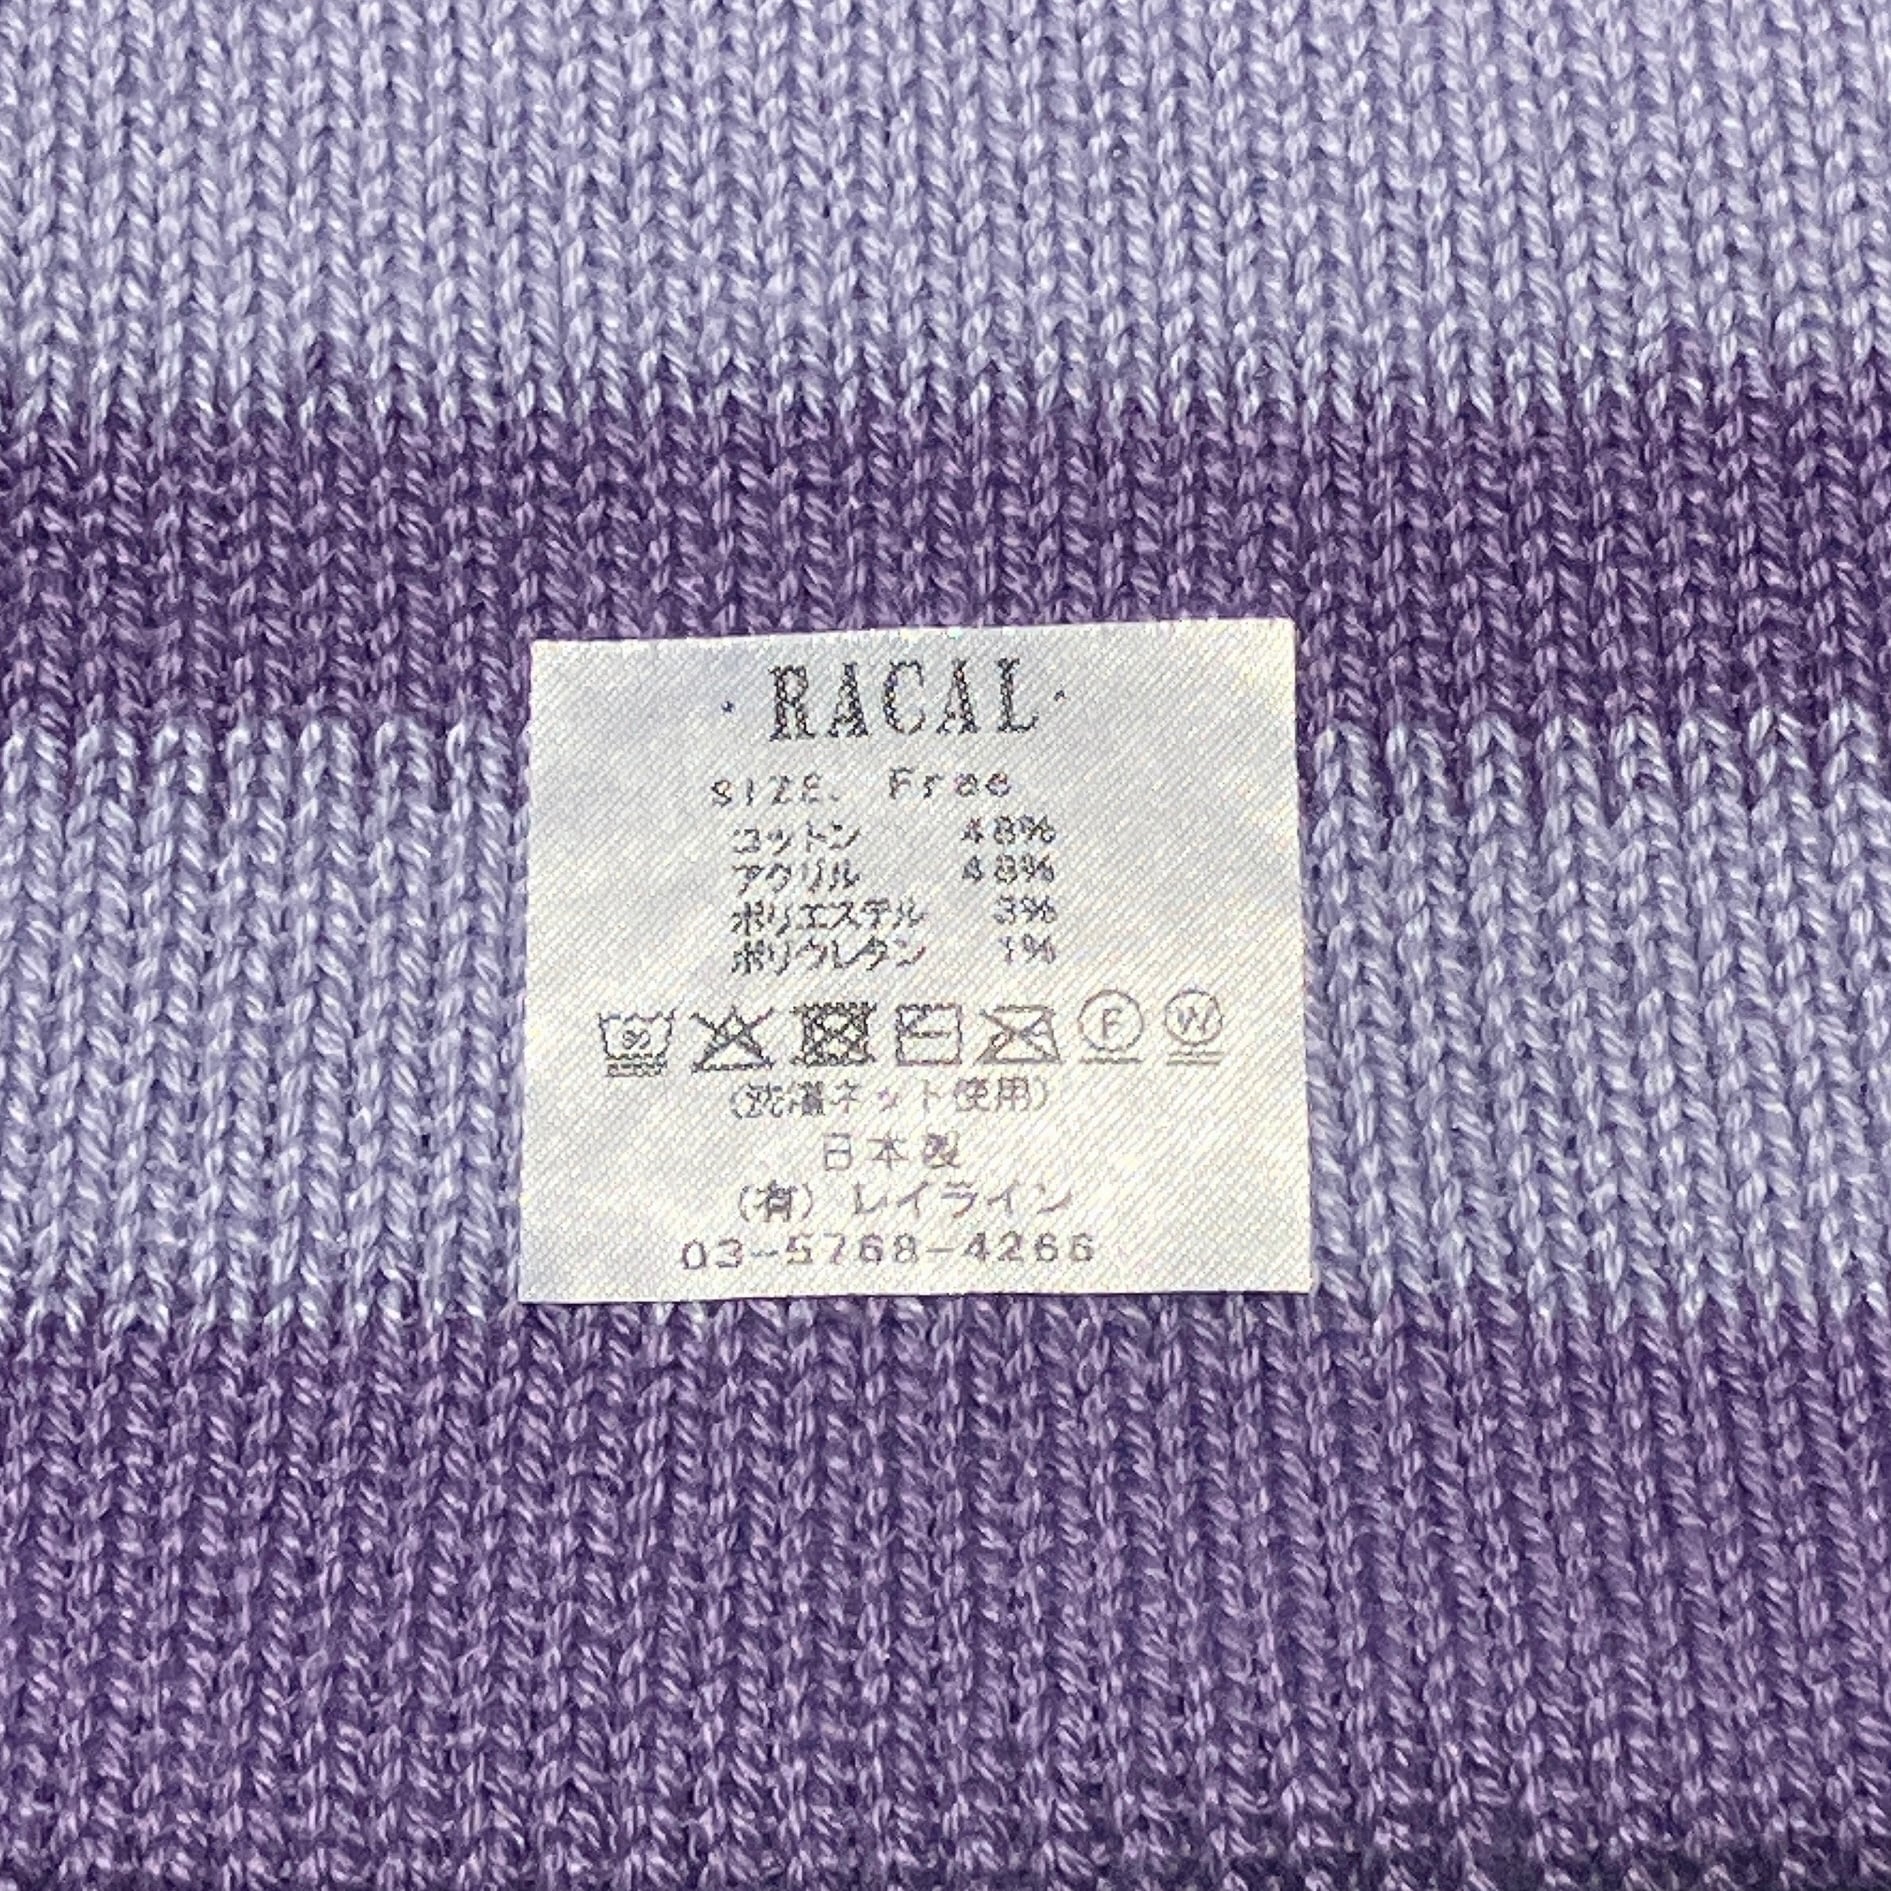 ・RACAL・
SIZE. Free
コットン 48%
アクリル 48%
ポリエステル 3%
ポリウレタン 1%
30 F W
(洗濯ネット使用)
日本製
(有) レイライン
03-5768-4266